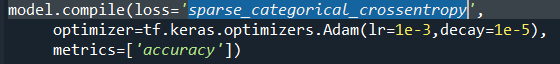 model.compile(loss='sparse_categorical_crossentropy',
optimizer=tf.keras.optimizers.Adam(lr=1e-3,decay=1e-5),
metrics=['accuracy'])